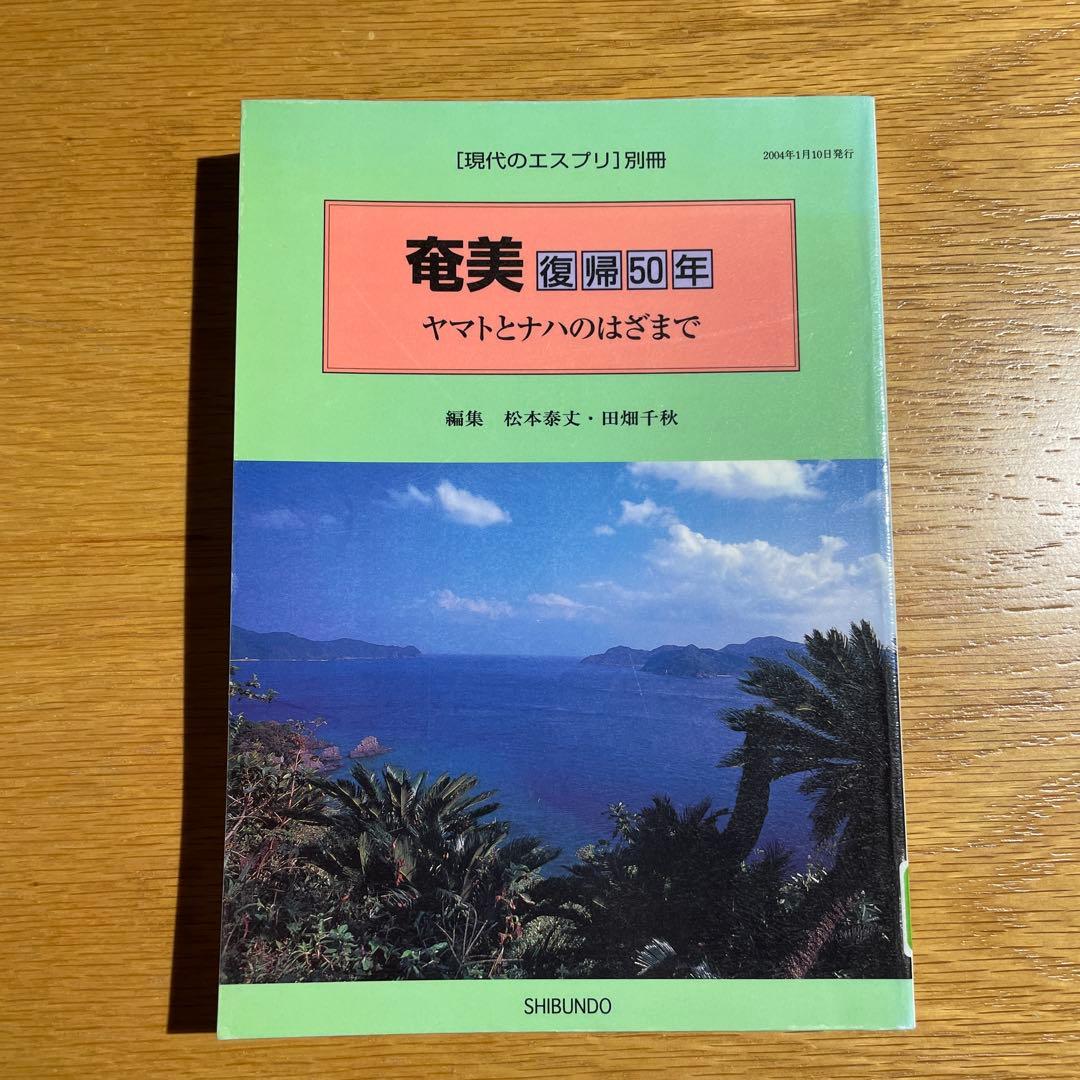 [現代のエスプリ]別冊
2004年1月10日発行
奄美 復帰50年
ヤマトとナハのはざまで
編集 松本泰丈・田畑千秋
SHIBUNDO